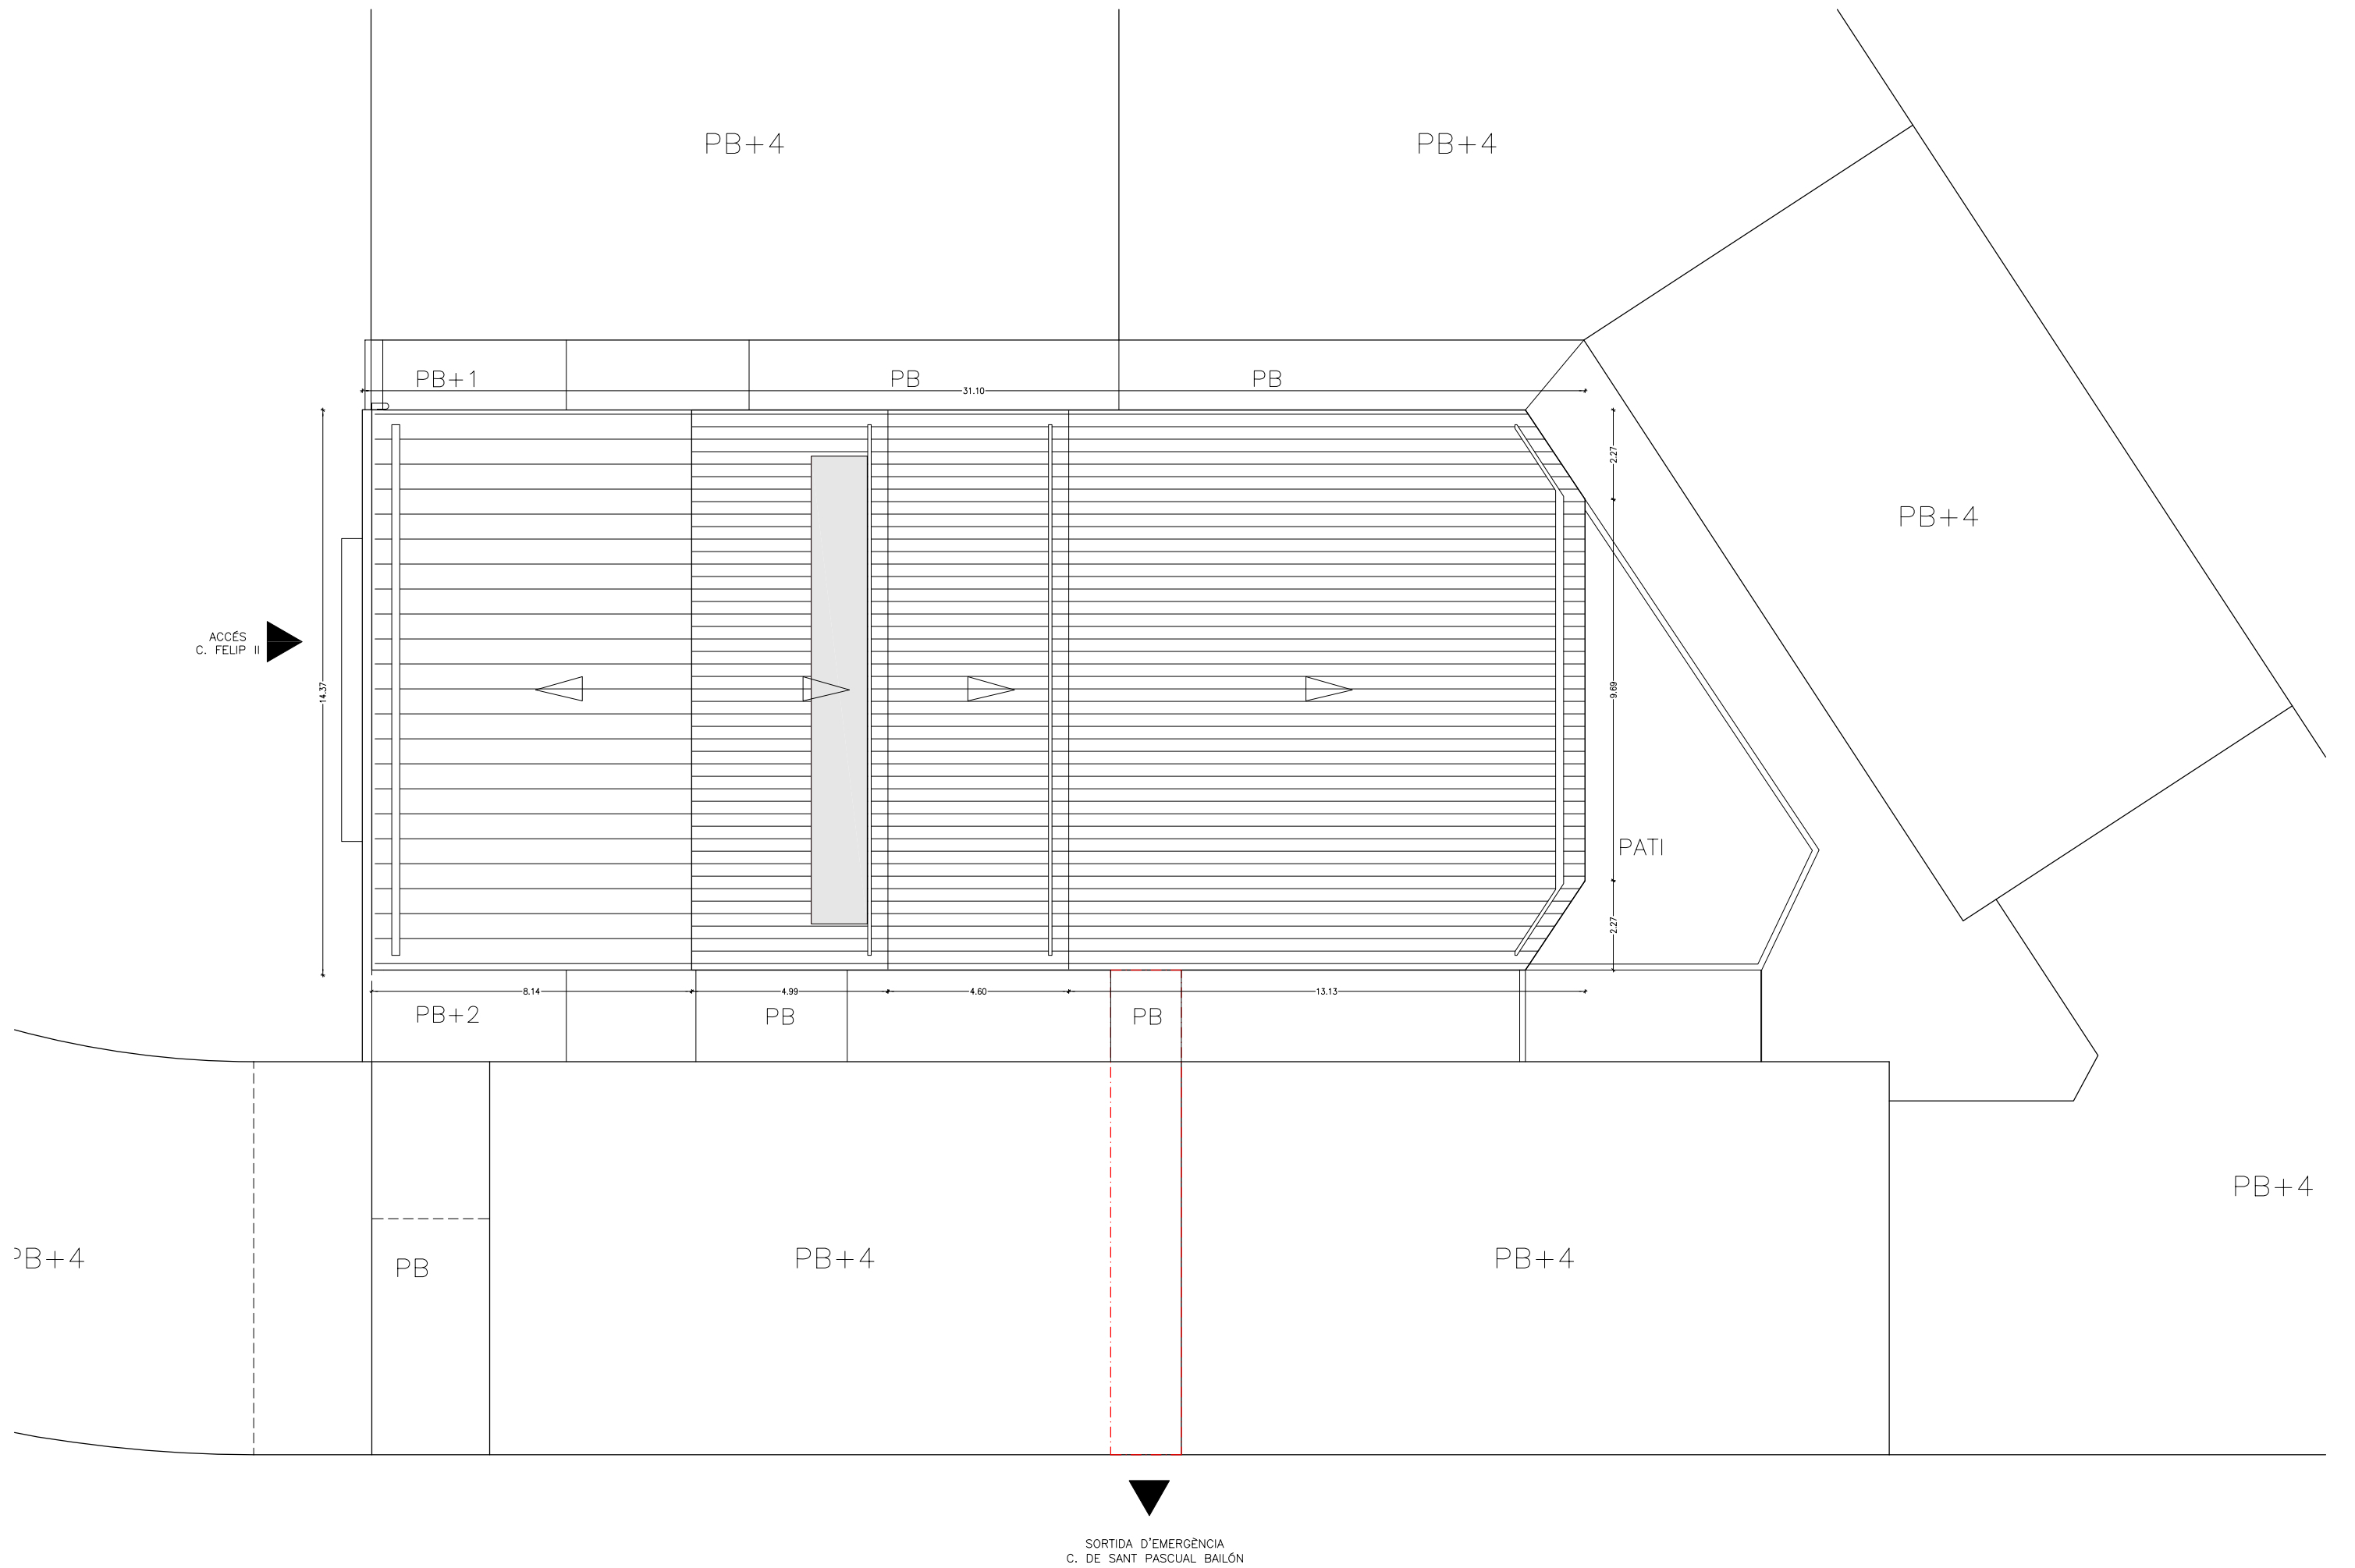 PB+4
PB+4
PB+1
PB
PB
31.10
2.27
PB+4
ACCÉS
C. FELIP II
14.37
9.69
PATI
2.27
8.14
4.99
4.60
13.13
PB+2
PB
PB
PB+4
PB+4
PB
PB+4
PB+4
SORTIDA D'EMERGÈNCIA
C. DE SANT PASCUAL BAILÓN